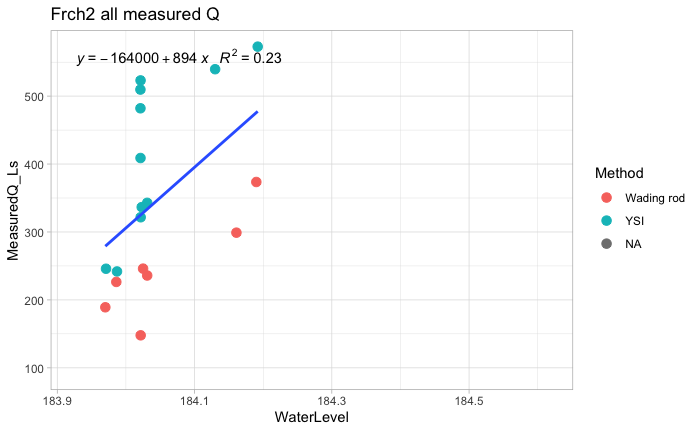 Frch2 all measured Q
y = − 164000 + 894 x R² = 0.23
500
400
300
200
100
MeasuredQ_Ls
183.9 184.1 184.3 184.5
WaterLevel
Method
Wading rod
YSI
NA